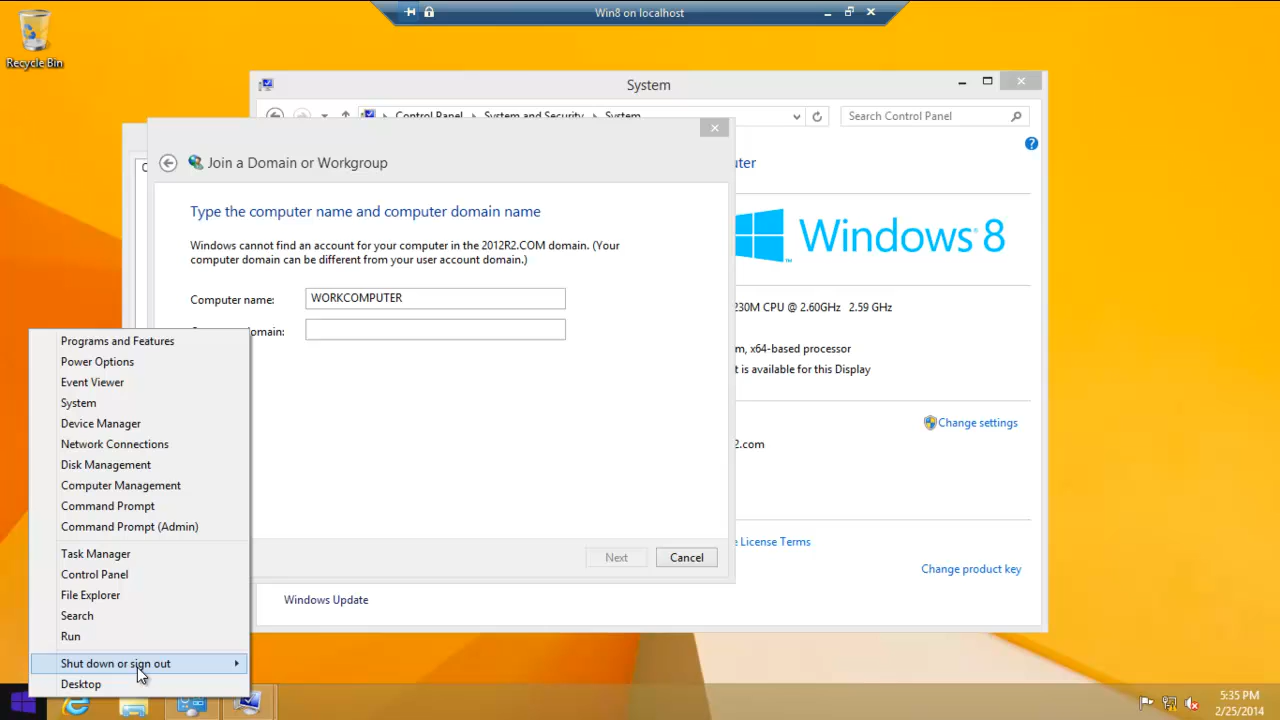 Win8 on localhost
Recycle Bin
System
Control Panel System and Security System
Search Control Panel
Join a Domain or Workgroup
Type the computer name and computer domain name
Windows cannot find an account for your computer in the 2012R2.COM domain. (Your
computer domain can be different from your user account domain.)
Computer name: WORKCOMPUTER
omain:
Next
Cancel
uter
Windows 8
230M CPU @ 2.60GHz 2.59 GHz
m, x64-based processor
t is available for this Display
Change settings
2.com
e License Terms
Change product key
Windows Update
Programs and Features
Power Options
Event Viewer
System
Device Manager
Network Connections
Disk Management
Computer Management
Command Prompt
Command Prompt (Admin)
Task Manager
Control Panel
File Explorer
Search
Run
Shut down or sign out
Desktop
5:35 PM
2/25/2014